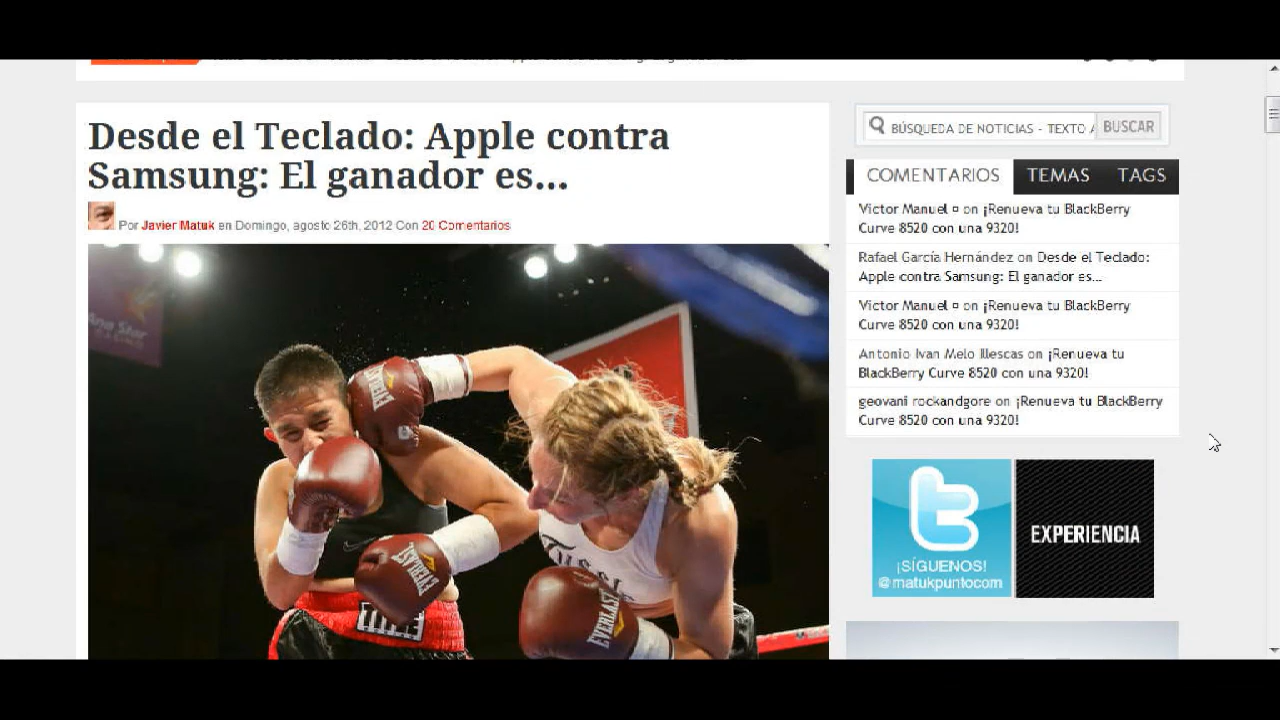 Desde el Teclado: Apple contra
Samsung: El ganador es...
Por Javier Matuk en Domingo, agosto 26th, 2012 Con 20 Comentarios
BÚSQUEDA DE NOTICIAS - TEXTO
BUSCAR
COMENTARIOS TEMAS TAGS
Victor Manuel ¤ on ¡Renueva tu BlackBerry
Curve 8520 con una 9320!
Rafael García Hernández on Desde el Teclado:
Apple contra Samsung: El ganador es...
Victor Manuel ¤ on ¡Renueva tu BlackBerry
Curve 8520 con una 9320!
Antonio Ivan Melo Illescas on ¡Renueva tu
BlackBerry Curve 8520 con una 9320!
geovani rockandgore on ¡Renueva tu BlackBerry
Curve 8520 con una 9320!
EVERLAST
EVERLAST
EVERLAST
¡SÍGUENOS!
@matukpuntocom
EXPERIENCIA